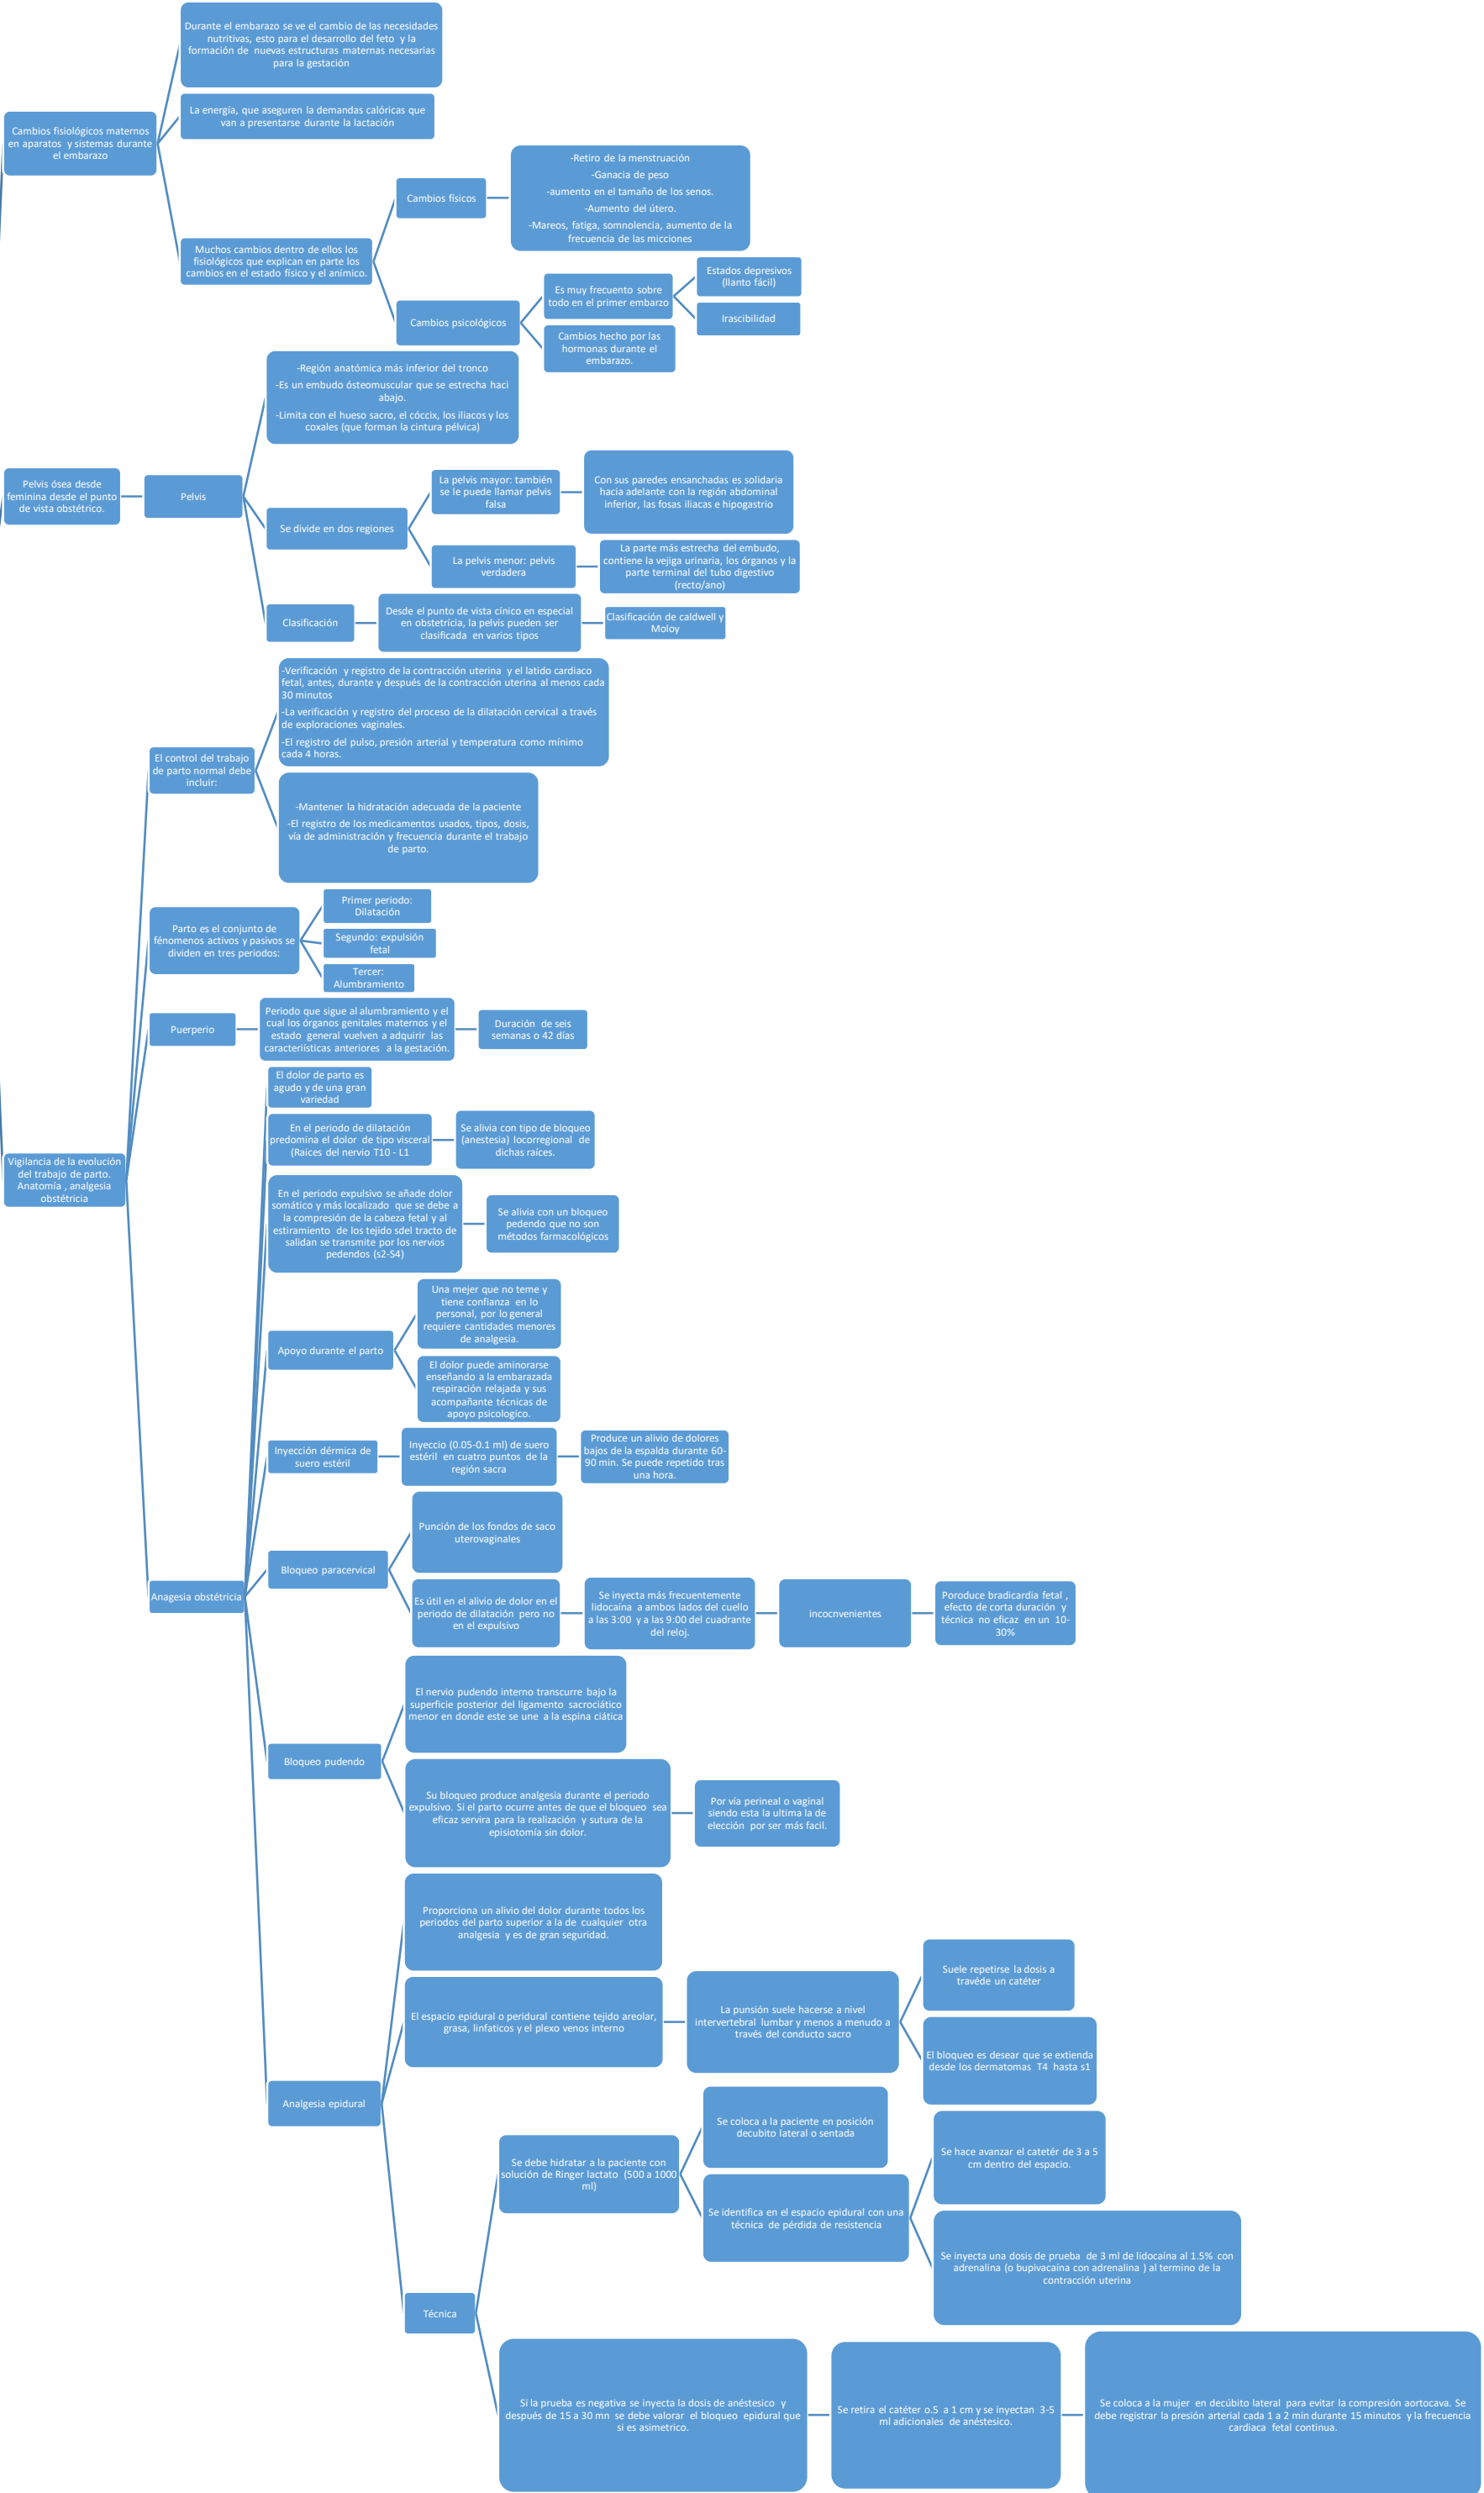 Durante el embarazo se ve el cambio de las necesidades
nutritivas, esto para el desarrollo del feto y la
formación de nuevas estructuras maternas necesarias
para la gestación
La energía, que aseguren la demandas calóricas que
van a presentarse durante la lactación
Cambios fisiológicos maternos
en aparatos y sistemas durante
el embarazo
Muchos cambios dentro de ellos los
fisiológicos que explican en parte los
cambios en el estado físico y el anímico.
Cambios físicos
-Retiro de la menstruación
-Ganacia de peso
-aumento en el tamaño de los senos.
-Aumento del útero.
-Mareos, fatiga, somnolencia, aumento de la
frecuencia de las micciones
Cambios psicológicos
Es muy frecuento sobre
todo en el primer embarzo
Estados depresivos
(llanto fácil)
Irascibilidad
Cambios hecho por las
hormonas durante el
embarazo.
Pelvis ósea desde
feminina desde el punto
de vista obstétrico.
Pelvis
-Región anatómica más inferior del tronco
-Es un embudo ósteomuscular que se estrecha haci
abajo.
-Limita con el hueso sacro, el cóccix, los iliacos y los
coxales (que forman la cintura pélvica)
Se divide en dos regiones
La pelvis mayor: también
se le puede llamar pelvis
falsa
Con sus paredes ensanchadas es solidaria
hacia adelante con la región abdominal
inferior, las fosas iliacas e hipogastrio
La pelvis menor: pelvis
verdadera
La parte más estrecha del embudo,
contiene la vejiga urinaria, los órganos y la
parte terminal del tubo digestivo
(recto/ano)
Clasificación
Desde el punto de vista cínico en especial
en obstetrícia, la pelvis pueden ser
clasificada en varios tipos
Clasificación de caldwell y
Moloy
Vigilancia de la evolución
del trabajo de parto.
Anatomía , analgesia
obstétricia
El control del trabajo
de parto normal debe
incluir:
-Verificación y registro de la contracción uterina y el latido cardiaco
fetal, antes, durante y después de la contracción uterina al menos cada
30 minutos
-La verificación y registro del proceso de la dilatación cervical a través
de exploraciones vaginales.
-El registro del pulso, presión arterial y temperatura como mínimo
cada 4 horas.
-Mantener la hidratación adecuada de la paciente
-El registro de los medicamentos usados, tipos, dosis,
vía de administración y frecuencia durante el trabajo
de parto.
Parto es el conjunto de
fénomenos activos y pasivos se
dividen en tres periodos:
Primer periodo:
Dilatación
Segundo: expulsión
fetal
Tercer:
Alumbramiento
Puerperio
Periodo que sigue al alumbramiento y el
cual los órganos genitales maternos y el
estado general vuelven a adquirir las
caracteriísticas anteriores a la gestación.
Duración de seis
semanas o 42 días
Anagesia obstétricia
El dolor de parto es
agudo y de una gran
variedad
En el periodo de dilatación
predomina el dolor de tipo visceral
(Raices del nervio T10 - L1
Se alivia con tipo de bloqueo
(anestesia) locorregional de
dichas raíces.
En el periodo expulsivo se añade dolor
somático y más localizado que se debe a
la compresión de la cabeza fetal y al
estiramiento de los tejido sdel tracto de
salidan se transmite por los nervios
pedendos (s2-S4)
Se alivia con un bloqueo
pedendo que no son
métodos farmacológicos
Apoyo durante el parto
Una mejer que no teme y
tiene confianza en lo
personal, por lo general
requiere cantidades menores
de analgesia.
El dolor puede aminorarse
enseñando a la embarazada
respiración relajada y sus
acompañante técnicas de
apoyo psicologico.
Inyección dérmica de
suero estéril
Inyeccio (0.05-0.1 ml) de suero
estéril en cuatro puntos de la
región sacra
Produce un alivio de dolores
bajos de la espalda durante 60-
90 min. Se puede repetido tras
una hora.
Bloqueo paracervical
Punción de los fondos de saco
uterovaginales
Es útil en el alivio de dolor en el
periodo de dilatación pero no
en el expulsivo
Se inyecta más frecuentemente
lidocaína a ambos lados del cuello
a las 3:00 y a las 9:00 del cuadrante
del reloj.
incocnvenientes
Poroduce bradicardia fetal ,
efecto de corta duración y
técnica no eficaz en un 10-
30%
Bloqueo pudendo
El nervio pudendo interno transcurre bajo la
superficie posterior del ligamento sacrociático
menor en donde este se une a la espina ciática
Su bloqueo produce analgesia durante el periodo
expulsivo. Si el parto ocurre antes de que el bloqueo sea
eficaz servira para la realización y sutura de la
episiotomía sin dolor.
Por vía perineal o vaginal
siendo esta la ultima la de
elección por ser más facil.
Analgesia epidural
Proporciona un alivio del dolor durante todos los
periodos del parto superior a la de cualquier otra
analgesia y es de gran seguridad.
El espacio epidural o peridural contiene tejido areolar,
grasa, linfaticos y el plexo venos interno
La punsión suele hacerse a nivel
intervertebral lumbar y menos a menudo a
través del conducto sacro
Suele repetirse la dosis a
travéde un catéter
El bloqueo es desear que se extienda
desde los dermatomas T4 hasta s1
Técnica
Se debe hidratar a la paciente con
solución de Ringer lactato (500 a 1000
ml)
Se coloca a la paciente en posición
decubito lateral o sentada
Se identifica en el espacio epidural con una
técnica de pérdida de resistencia
Se hace avanzar el catetér de 3 a 5
cm dentro del espacio.
Se inyecta una dosis de prueba de 3 ml de lidocaína al 1.5% con
adrenalina (o bupivacaína con adrenalina ) al termino de la
contracción uterina
Si la prueba es negativa se inyecta la dosis de anéstesico y
después de 15 a 30 mn se debe valorar el bloqueo epidural que
si es asimetrico.
Se retira el catéter o.5 a 1 cm y se inyectan 3-5
ml adicionales de anéstesico.
Se coloca a la mujer en decúbito lateral para evitar la compresión aortocava. Se
debe registrar la presión arterial cada 1 a 2 min durante 15 minutos y la frecuencia
cardiaca fetal continua.